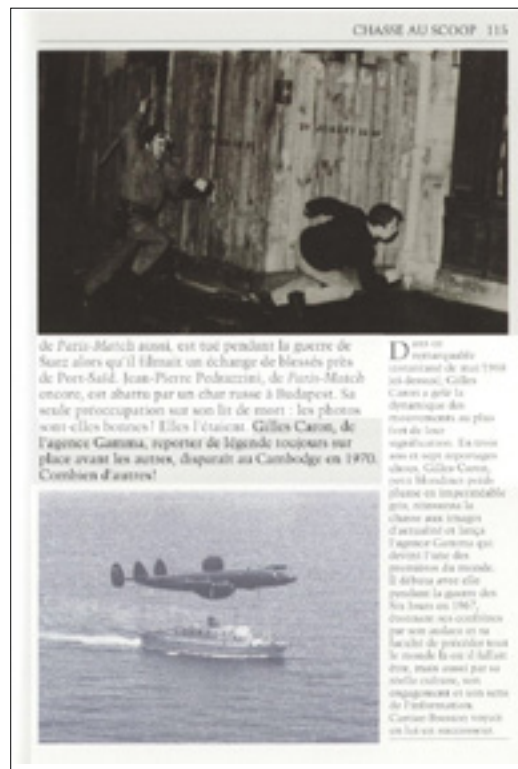 CHASSE AU SCOOP 115
de Paris-Match aussi, est tué pendant la guerre de
Suez alors qu'il filmait un échange de blessés près
de Port-Saïd. Jean-Pierre Pedrazzini, de Paris-Match
encore, est abattu par un char russe à Budapest. Sa
seule préoccupation sur son lit de mort : les photos
sont-elles bonnes! Elles l'étaient. Gilles Caron, de
l'agence Gamma, reporter de légende toujours sur
place avant les autres, disparaît au Cambodge en 1970.
Combien d'autres!
Dans ce
remarquable
instantané de mai 1968
(ci-dessus), Gilles
Caron a gelé la
dynamique des
mouvements au plus
fort de leur
signification. En trois
ans et sept reportages
chocs, Gilles Caron,
petit
plume en imperméable
gris, réinventa la
chasse aux images
d'actualité et lança
l'agence Gamma qui
devint l'une des
premières du monde.
Il débuta avec elle
pendant la guerre des
Six Jours en 1967,
étonnant ses confrères
par son audace et sa
faculté de précéder tout
le monde là où il fallait
être, mais aussi par sa
réelle culture, son
engagement et son sens
de l'information.
Cartier-Bresson voyait
en lui un successeur.